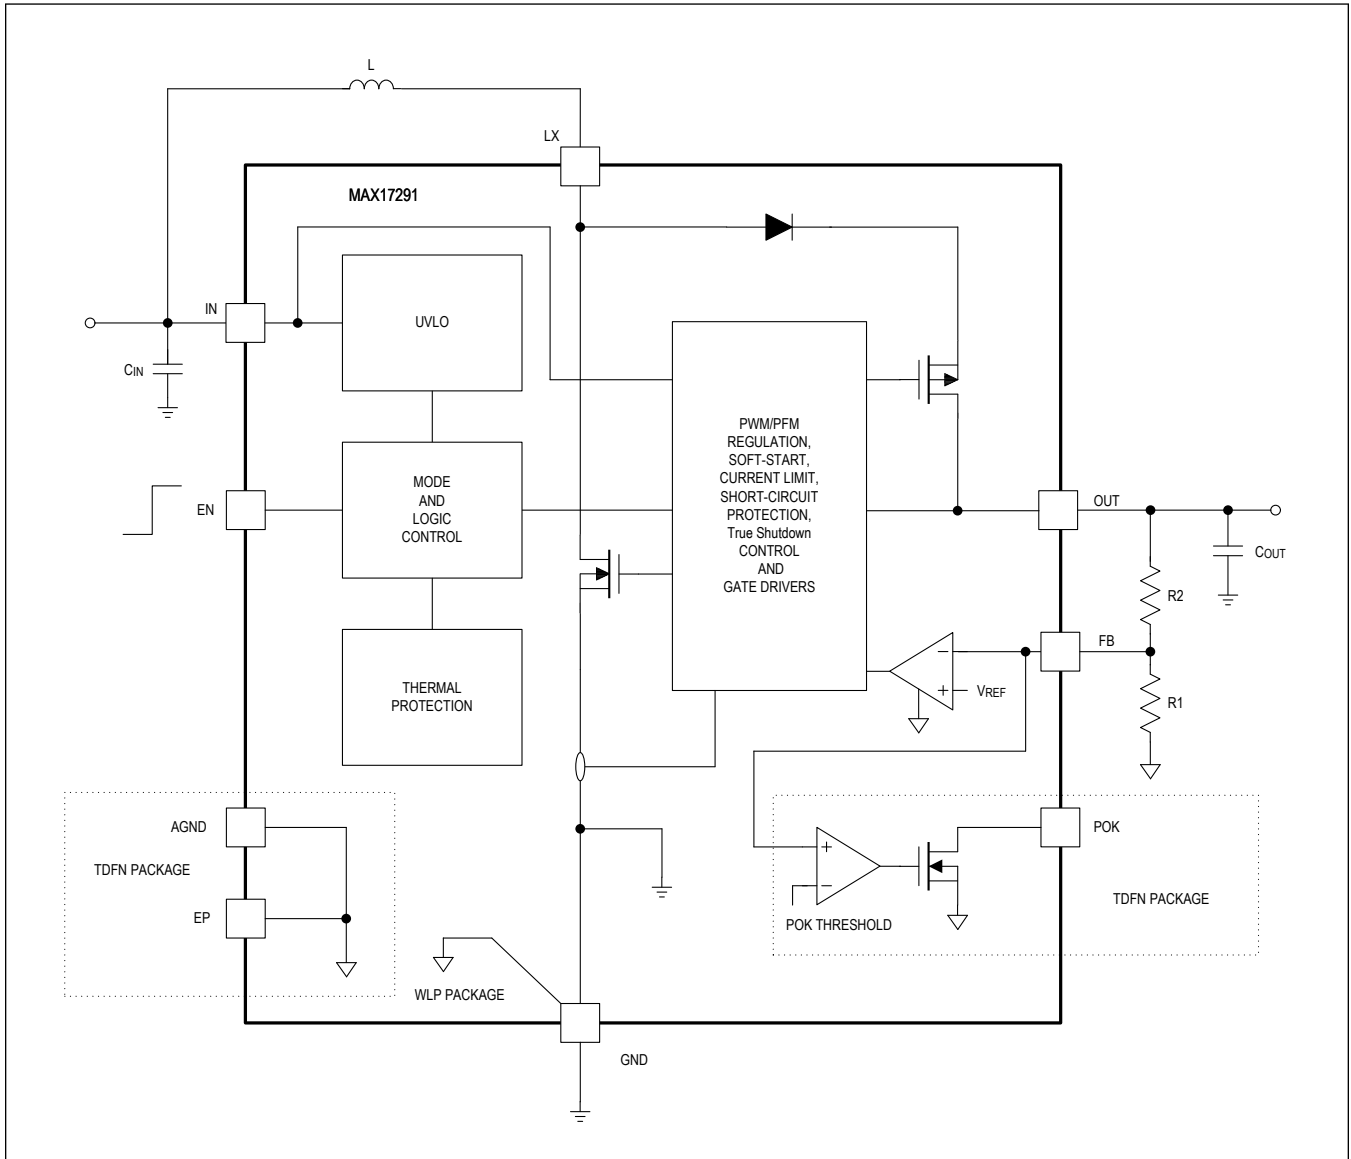 L
LX
MAX17291
IN
UVLO
CIN
PWM/PFM
REGULATION,
SOFT-START,
CURRENT LIMIT,
SHORT-CIRCUIT
PROTECTION,
True Shutdown
CONTROL
AND
GATE DRIVERS
EN
MODE
AND
LOGIC
CONTROL
OUT
COUT
R2
FB
THERMAL
PROTECTION
-
+
VREF
R1
AGND
TDFN PACKAGE
EP
POK
+
-
POK THRESHOLD
TDFN PACKAGE
WLP PACKAGE
GND